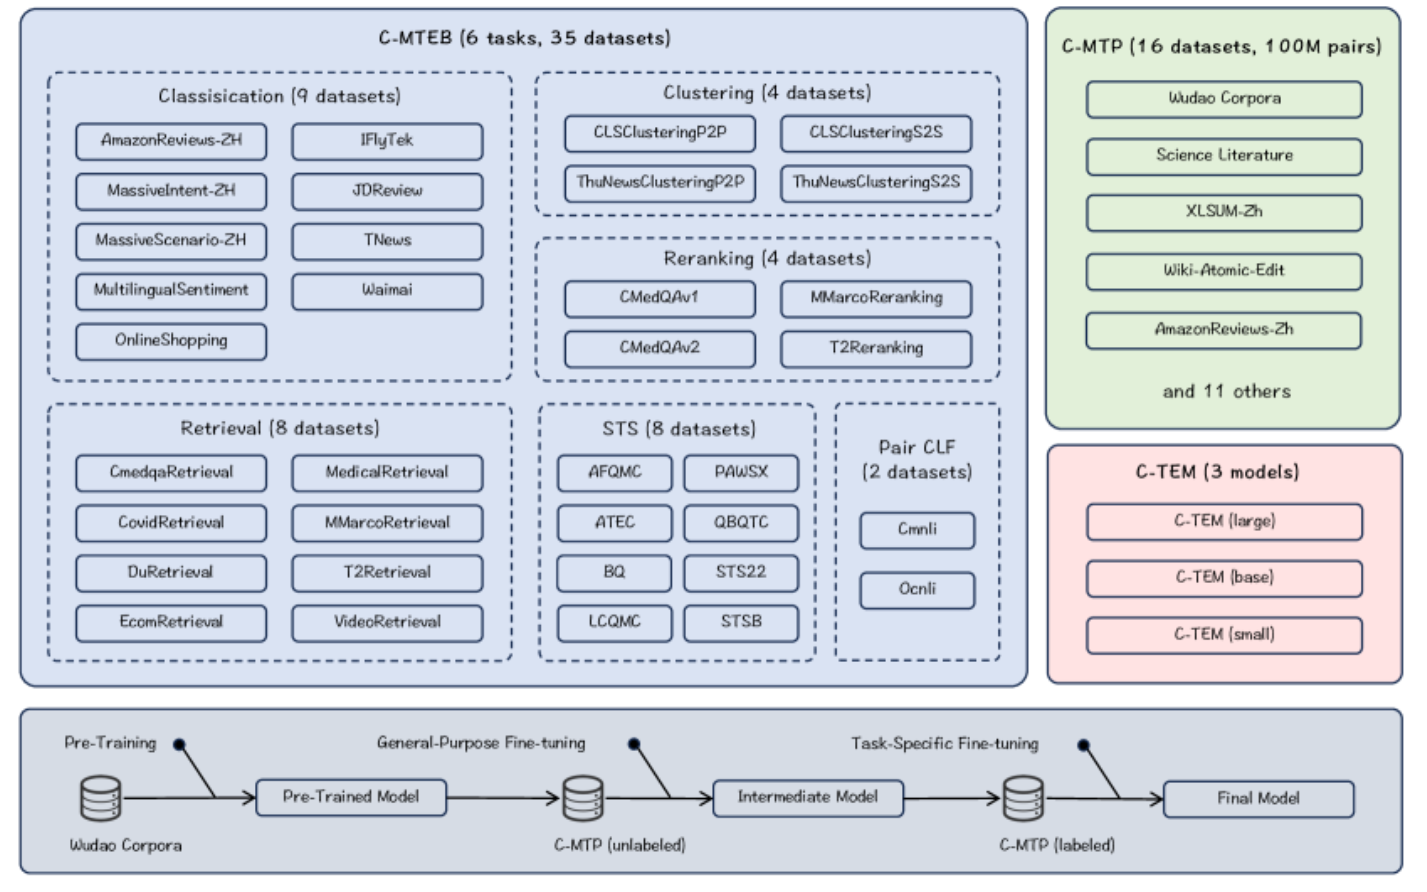 C-MTEB (6 tasks, 35 datasets)
Classisication (9 datasets)
AmazonReviews-ZH
IFlyTek
MassiveIntent-ZH
JDReview
MassiveScenario-ZH
TNews
MultilingualSentiment
Waimai
OnlineShopping
Clustering (4 datasets)
CLSClusteringP2P
CLSClusteringS2S
ThuNewsClusteringP2P
ThuNewsClusteringS2S
Reranking (4 datasets)
CMedQAv1
MMarcoReranking
CMedQAv2
T2Reranking
Retrieval (8 datasets)
CmedqaRetrieval
MedicalRetrieval
CovidRetrieval
MMarcoRetrieval
DuRetrieval
T2Retrieval
EcomRetrieval
VideoRetrieval
STS (8 datasets)
AFQMC
PAWSX
ATEC
QBQTC
BQ
STS22
LCQMC
STSB
Pair CLF
(2 datasets)
Cmnli
Ocnli
C-MTP (16 datasets, 100M pairs)
Wudao Corpora
Science Literature
XLSUM-Zh
Wiki-Atomic-Edit
AmazonReviews-Zh
and 11 others
C-TEM (3 models)
C-TEM (large)
C-TEM (base)
C-TEM (small)
Pre-Training
General-Purpose Fine-tuning
Task-Specific Fine-tuning
Pre-Trained Model
Intermediate Model
Final Model
Wudao Corpora
C-MTP (unlabeled)
C-MTP (labeled)